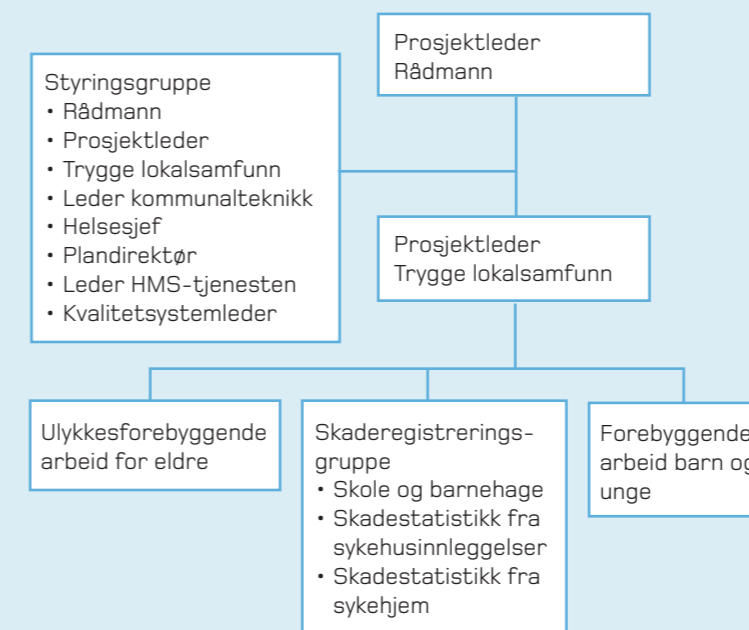 Prosjektleder
Rådmann
Styringsgruppe
• Rådmann
• Prosjektleder
• Trygge lokalsamfunn
• Leder kommunalteknikk
• Helsesjef
• Plandirektør
• Leder HMS-tjenesten
• Kvalitetsystemleder
Prosjektleder
Trygge lokalsamfunn
Ulykkesforebyggende
arbeid for eldre
Skaderegistrerings-
gruppe
• Skole og barnehage
• Skadestatistikk fra
sykehusinnleggelser
• Skadestatistikk fra
sykehjem
Forebyggende
arbeid barn og
unge